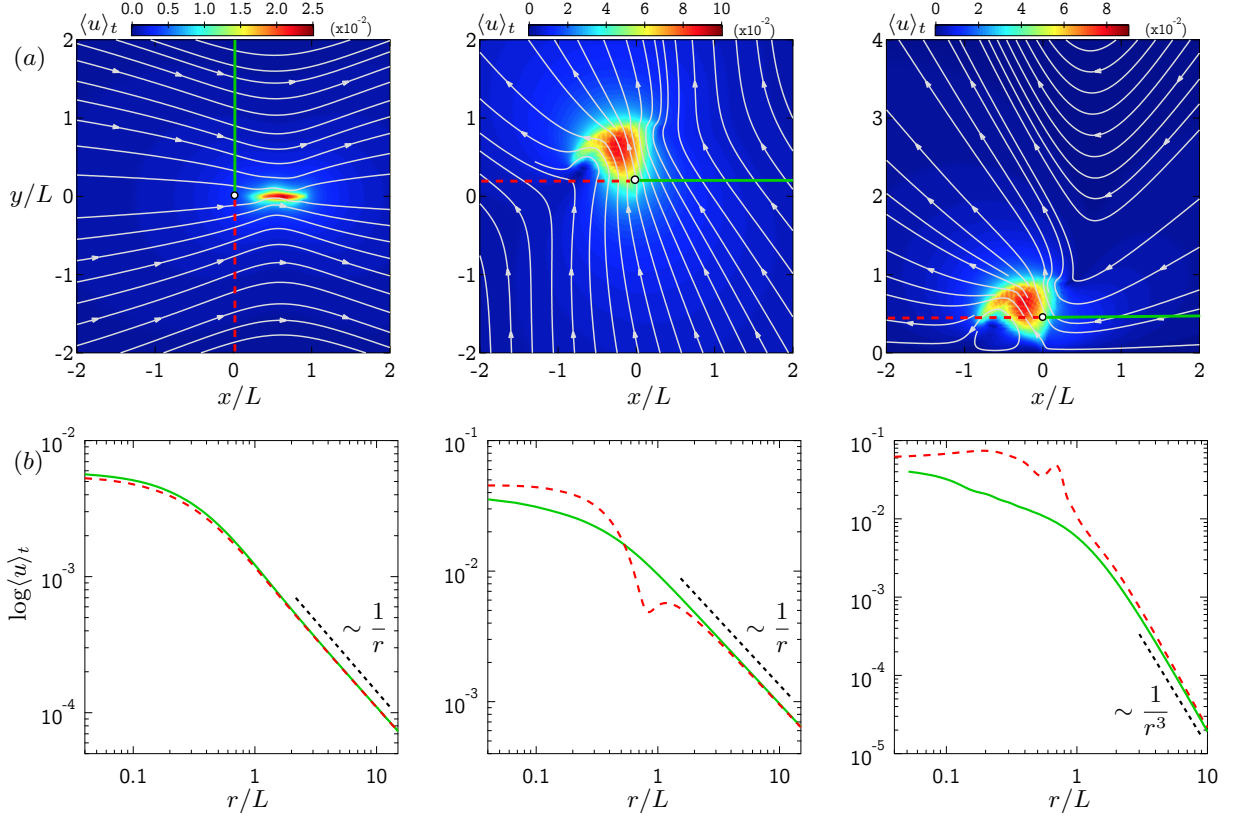 ⟨u⟩t 0.0 0.5 1.4 1.5 2.0 2.5 (x10⁻²)
⟨u⟩t 0 2 4 6 8 10 (x10⁻²)
⟨u⟩t 0 2 4 6 8 (x10⁻²)
(a)
y/L
2
1
0
-1
-2
-2 -1 0 1 2
x/L
2
1
0
-1
-2
-2 -1 0 1 2
x/L
4
3
2
1
0
-2 -1 0 1 2
x/L
(b)
log⟨u⟩t
10⁻²
10⁻³
10⁻⁴
∼ 1/r
0.1 1 10
r/L
10⁻¹
10⁻²
10⁻³
∼ 1/r
0.1 1 10
r/L
10⁻¹
10⁻²
10⁻³
10⁻⁴
10⁻⁵
∼ 1/r³
0.1 1 10
r/L